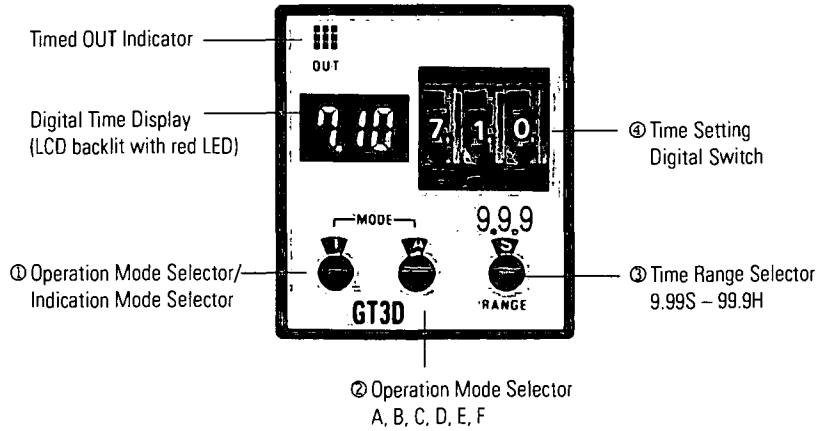 Timed OUT Indicator
OUT
Digital Time Display
(LCD backlit with red LED)
7.10
7 1 0
④ Time Setting
Digital Switch
9.9.9
MODE
1 A S
① Operation Mode Selector/
Indication Mode Selector
③ Time Range Selector
9.99S – 99.9H
RANGE
GT3D
② Operation Mode Selector
A, B, C, D, E, F